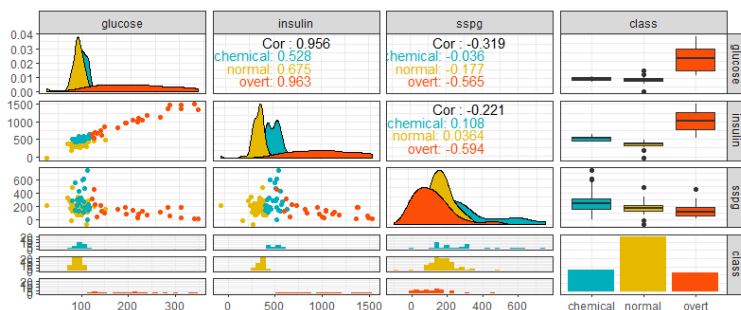 glucose insulin sspg class
0.04
0.03
0.02
0.01
0.00
Cor : 0.956
chemical: 0.528
normal: 0.675
overt: 0.963
Cor : -0.319
chemical: -0.036
normal: -0.177
overt: -0.565
glucose
1500
1000
500
0
Cor : -0.221
chemical: 0.108
normal: 0.0364
overt: -0.594
insulin
750
500
250
0
sspg
class
100 200 300
0 500 1000 1500
0 200 400 600
chemical normal overt